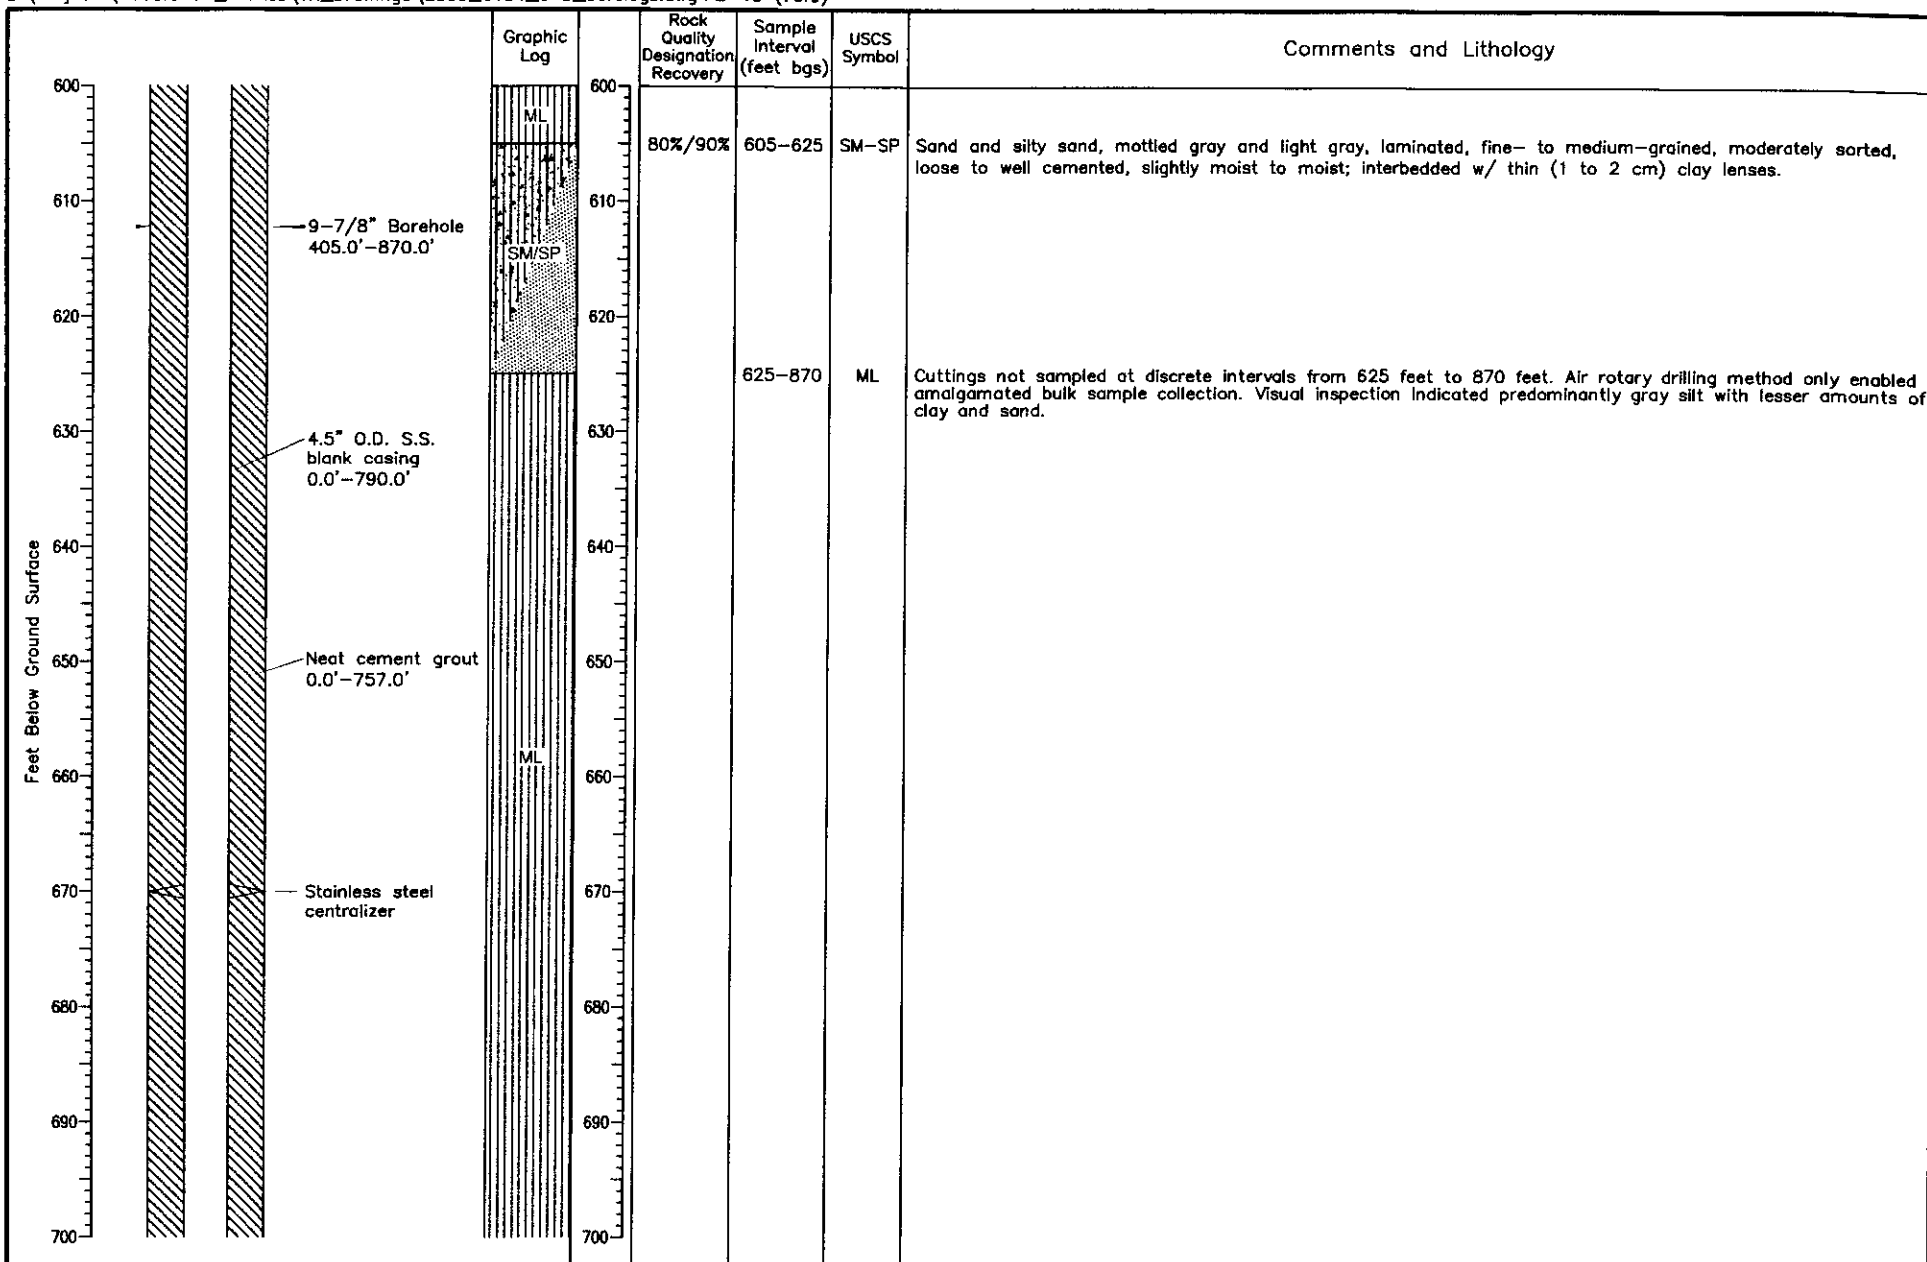 Graphic
Log
Rock
Quality
Designation
Recovery
Sample
Interval
(feet bgs)
USCS
Symbol
Comments and Lithology
Feet Below Ground Surface
600
610
620
630
640
650
660
670
680
690
700
9-7/8" Borehole
405.0'-870.0'
4.5" O.D. S.S.
blank casing
0.0'-790.0'
Neat cement grout
0.0'-757.0'
Stainless steel
centralizer
ML
SM/SP
ML
600
610
620
630
640
650
660
670
680
690
700
80%/90% 605-625 SM-SP Sand and silty sand, mottled gray and light gray, laminated, fine- to medium-grained, moderately sorted,
loose to well cemented, slightly moist to moist; interbedded w/ thin (1 to 2 cm) clay lenses.
625-870 ML Cuttings not sampled at discrete intervals from 625 feet to 870 feet. Air rotary drilling method only enabled
amalgamated bulk sample collection. Visual inspection indicated predominantly gray silt with lesser amounts of
clay and sand.